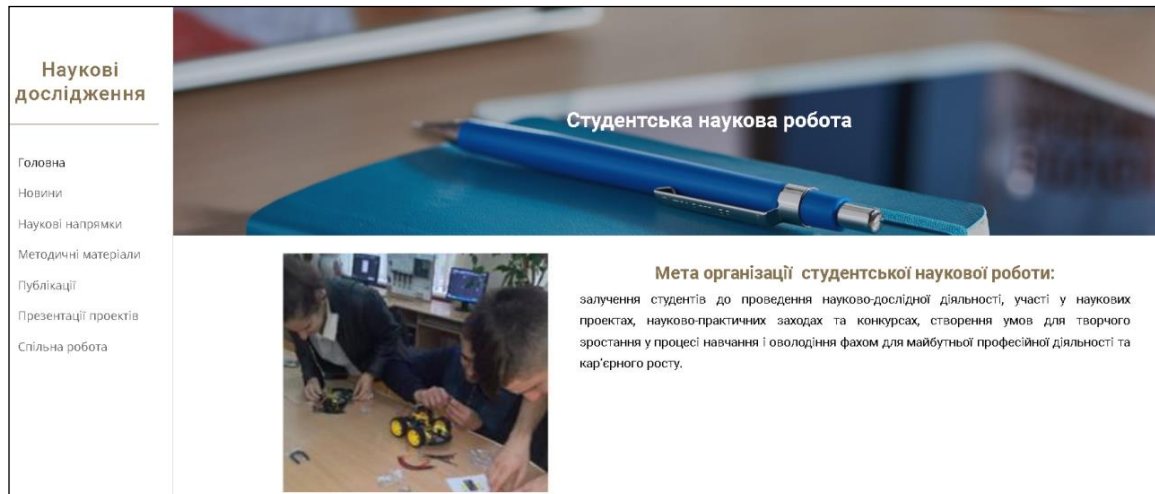 Наукові
дослідження
Головна
Новини
Наукові напрямки
Методичні матеріали
Публікації
Презентації проектів
Спільна робота
Студентська наукова робота
Мета організації студентської наукової роботи:
залучення студентів до проведення науково-дослідної діяльності, участі у наукових
проектах, науково-практичних заходах та конкурсах, створення умов для творчого
зростання у процесі навчання і оволодіння фахом для майбутньої професійної діяльності та
кар'єрного росту.